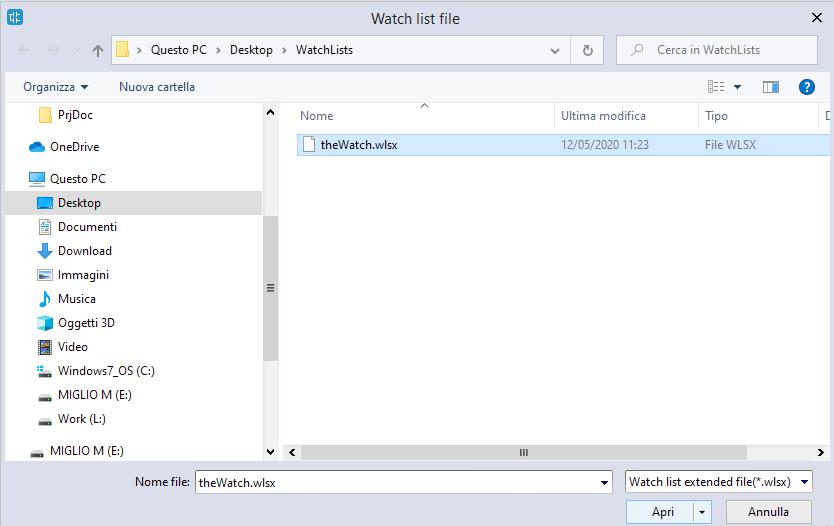 Watch list file
Questo PC > Desktop > WatchLists
Cerca in WatchLists
Organizza
Nuova cartella
PrjDoc
OneDrive
Questo PC
Desktop
Documenti
Download
Immagini
Musica
Oggetti 3D
Video
Windows7_OS (C:)
MIGLIO M (E:)
Work (L:)
MIGLIO M (E:)
Nome Ultima modifica Tipo
theWatch.wlsx 12/05/2020 11:23 File WLSX
Nome file: theWatch.wlsx Watch list extended file(*.wlsx)
Apri Annulla